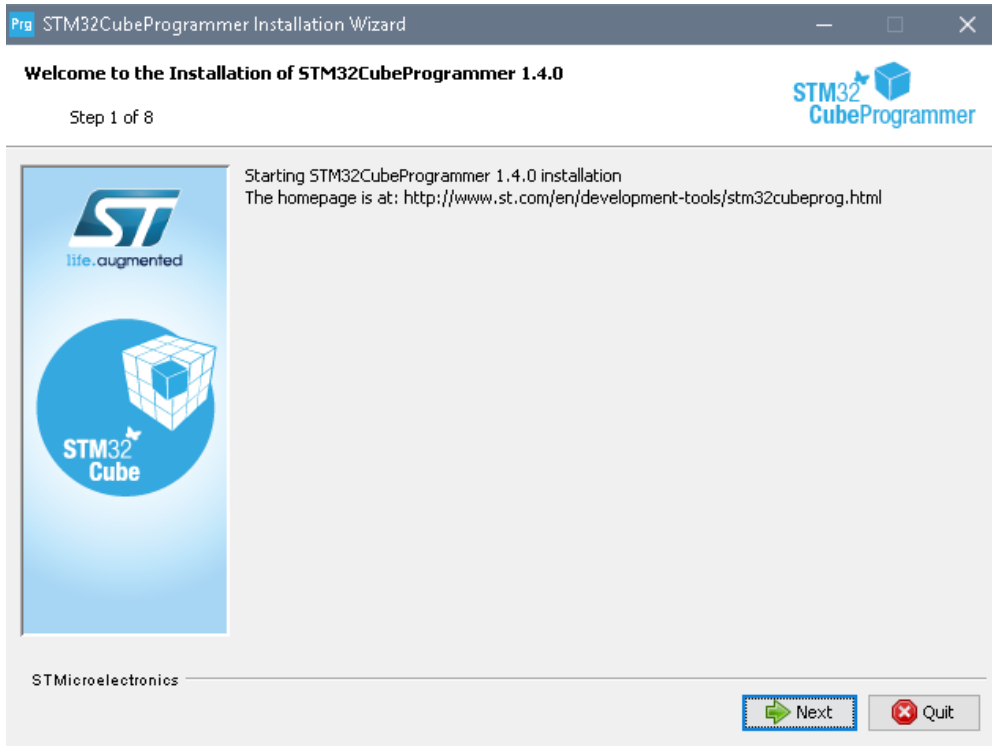 Prg STM32CubeProgrammer Installation Wizard
Welcome to the Installation of STM32CubeProgrammer 1.4.0
Step 1 of 8
STM32
CubeProgrammer
Starting STM32CubeProgrammer 1.4.0 installation
The homepage is at: http://www.st.com/en/development-tools/stm32cubeprog.html
ST
life.augmented
STM32
Cube
STMicroelectronics
Next
Quit